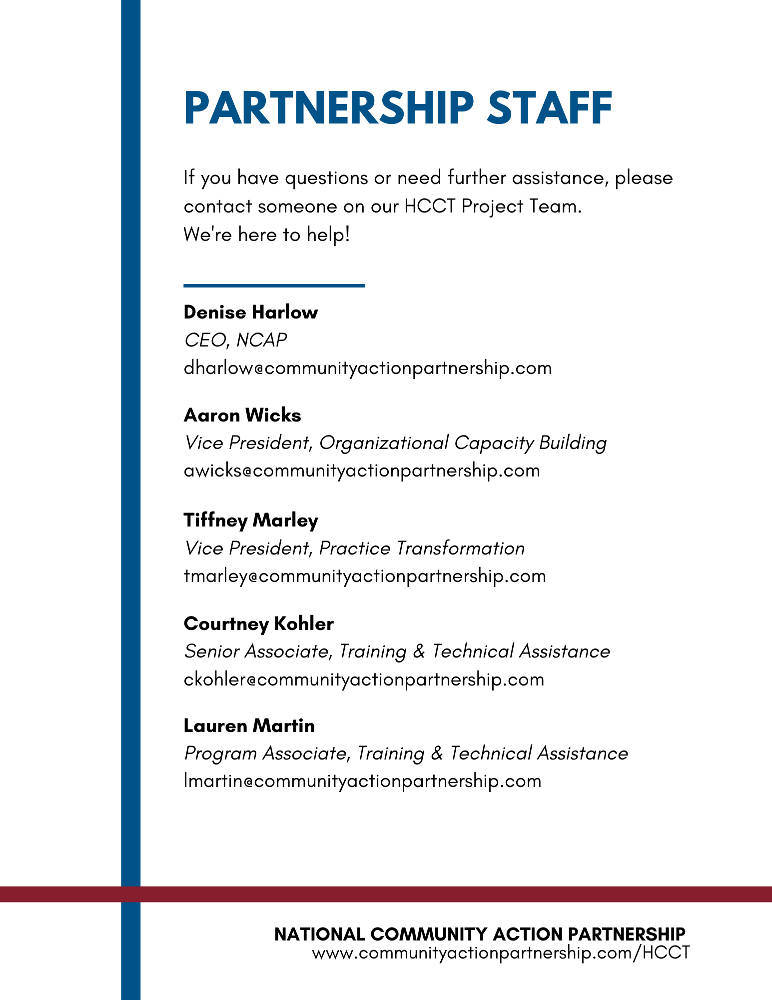 PARTNERSHIP STAFF
If you have questions or need further assistance, please
contact someone on our HCCT Project Team.
We're here to help!
Denise Harlow
CEO, NCAP
dharlow@communityactionpartnership.com
Aaron Wicks
Vice President, Organizational Capacity Building
awicks@communityactionpartnership.com
Tiffney Marley
Vice President, Practice Transformation
tmarley@communityactionpartnership.com
Courtney Kohler
Senior Associate, Training & Technical Assistance
ckohler@communityactionpartnership.com
Lauren Martin
Program Associate, Training & Technical Assistance
lmartin@communityactionpartnership.com
NATIONAL COMMUNITY ACTION PARTNERSHIP
www.communityactionpartnership.com/HCCT